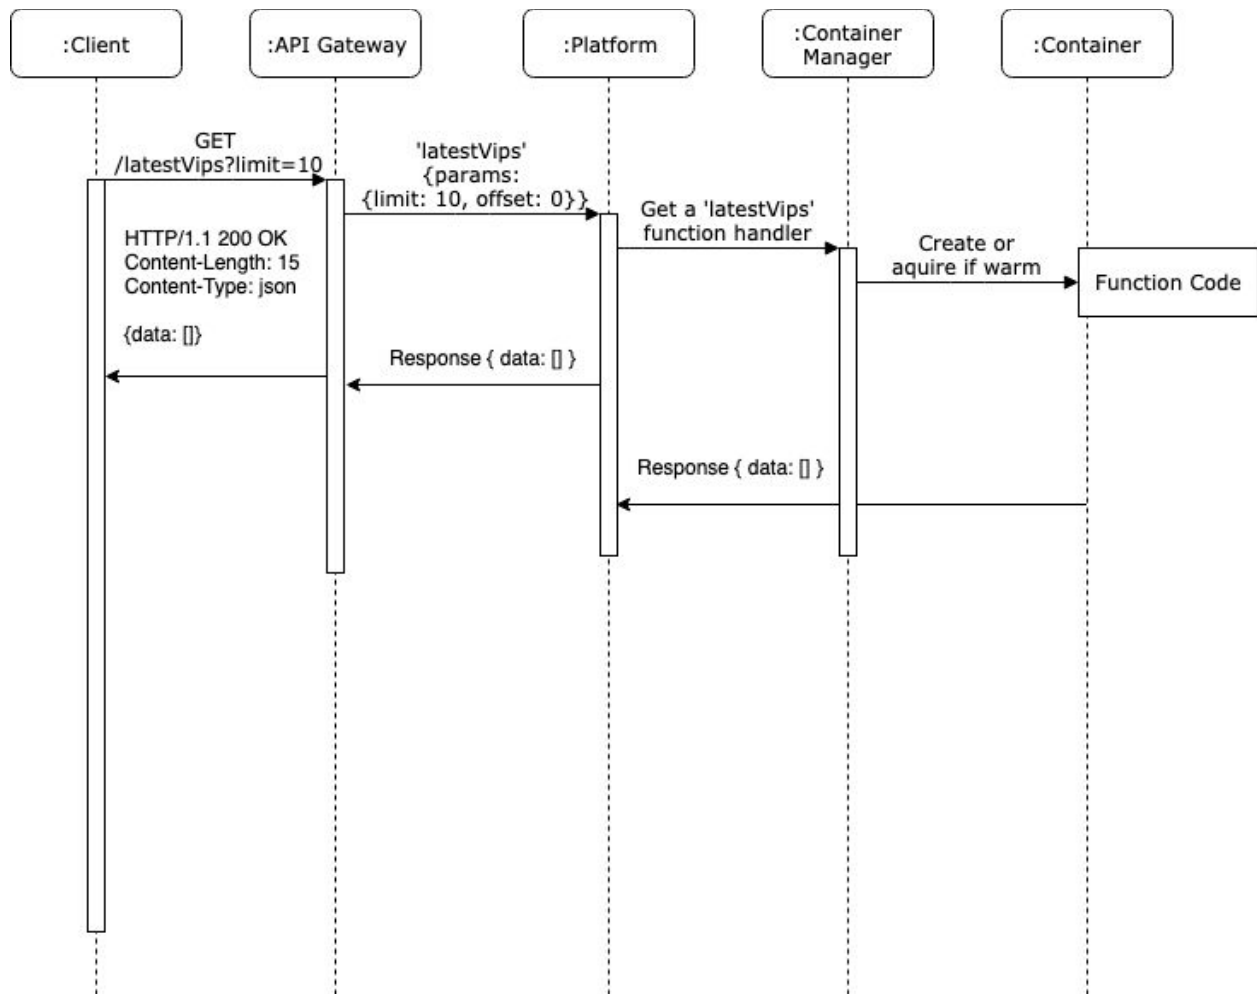 :Client
:API Gateway
:Platform
:Container
Manager
:Container
GET
/latestVips?limit=10
'latestVips'
{params:
{limit: 10, offset: 0}}
Get a 'latestVips'
function handler
Create or
aquire if warm
Function Code
HTTP/1.1 200 OK
Content-Length: 15
Content-Type: json
{data: []}
Response { data: [] }
Response { data: [] }